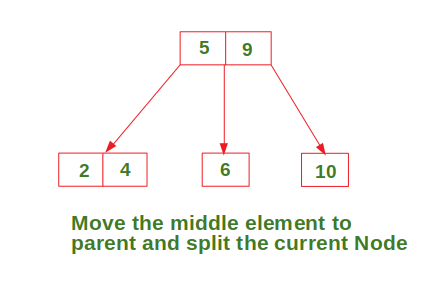 5 9
2 4 6 10
Move the middle element to
parent and split the current Node